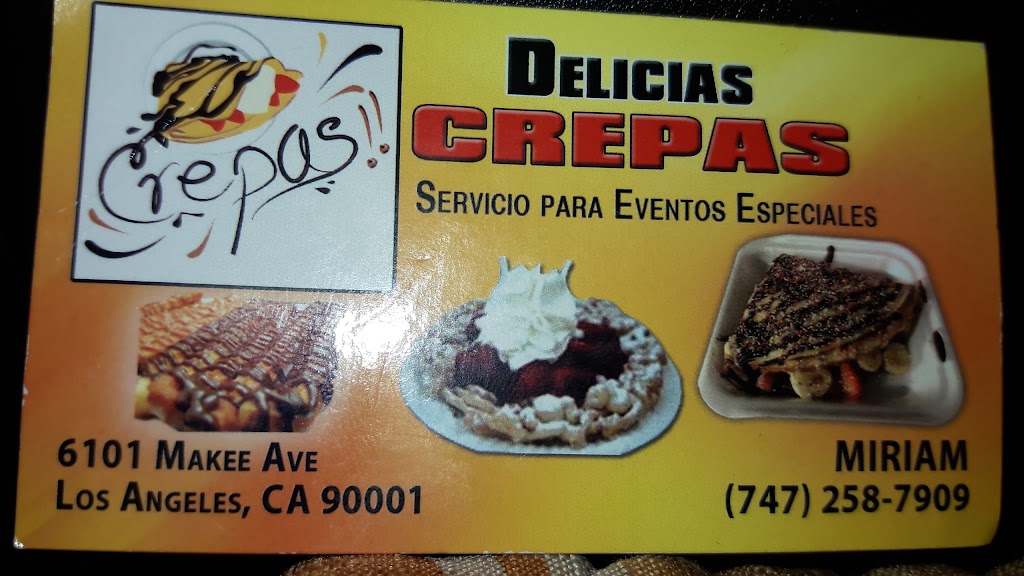 Crepas!!
DELICIAS
CREPAS
SERVICIO PARA EVENTOS ESPECIALES
6101 MAKEE AVE
LOS ANGELES, CA 90001
MIRIAM
(747) 258-7909